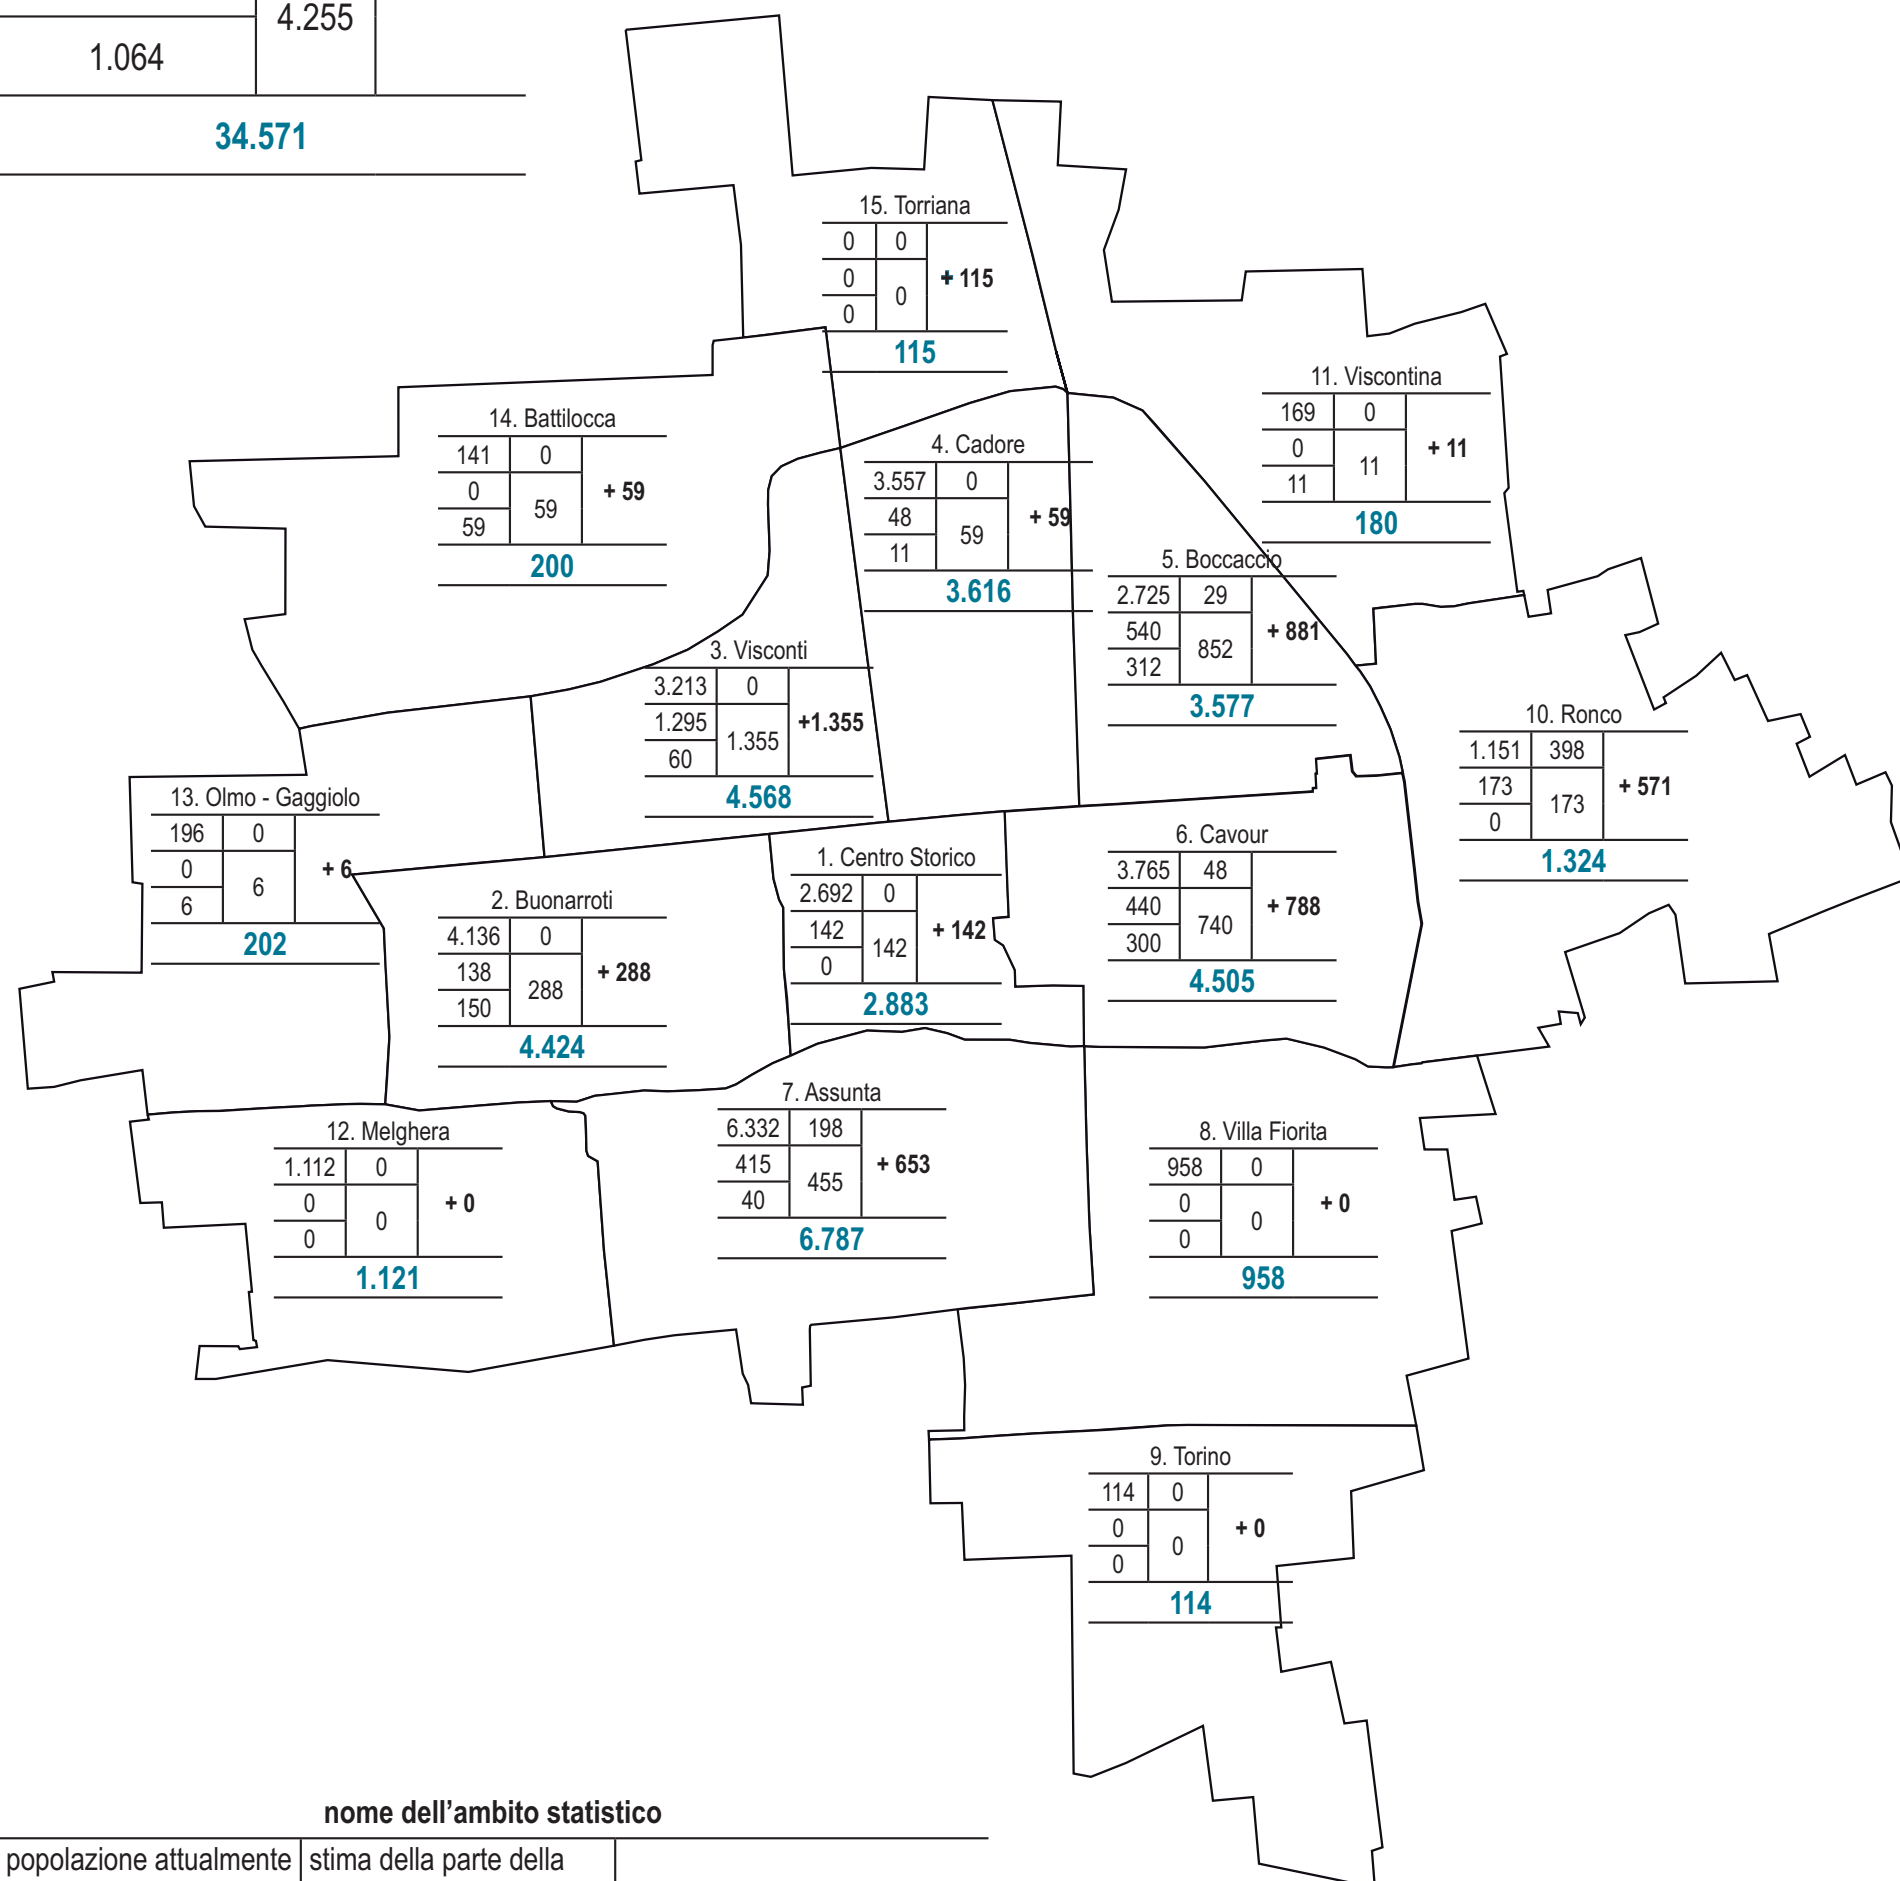 4.255
1.064
34.571
15. Torriana
0 0
0 + 115
0
0
115
11. Viscontina
169 0
0 + 11
11
11
180
14. Battilocca
141 0
0 + 59
59
59
200
4. Cadore
3.557 0
48 + 59
59
11
3.616
5. Boccaccio
2.725 29
540 + 881
852
312
3.577
3. Visconti
3.213 0
1.295 +1.355
1.355
60
4.568
10. Ronco
1.151 398
173 + 571
173
0
1.324
13. Olmo - Gaggiolo
196 0
0 + 6
6
6
202
6. Cavour
3.765 48
440 + 788
740
300
4.505
1. Centro Storico
2.692 0
142 + 142
142
0
2.883
2. Buonarroti
4.136 0
138 + 288
288
150
4.424
7. Assunta
6.332 198
415 + 653
455
40
6.787
12. Melghera
1.112 0
0 + 0
0
0
1.121
8. Villa Fiorita
958 0
0 + 0
0
0
958
9. Torino
114 0
0 + 0
0
0
114
nome dell'ambito statistico
popolazione attualmente stima della parte della